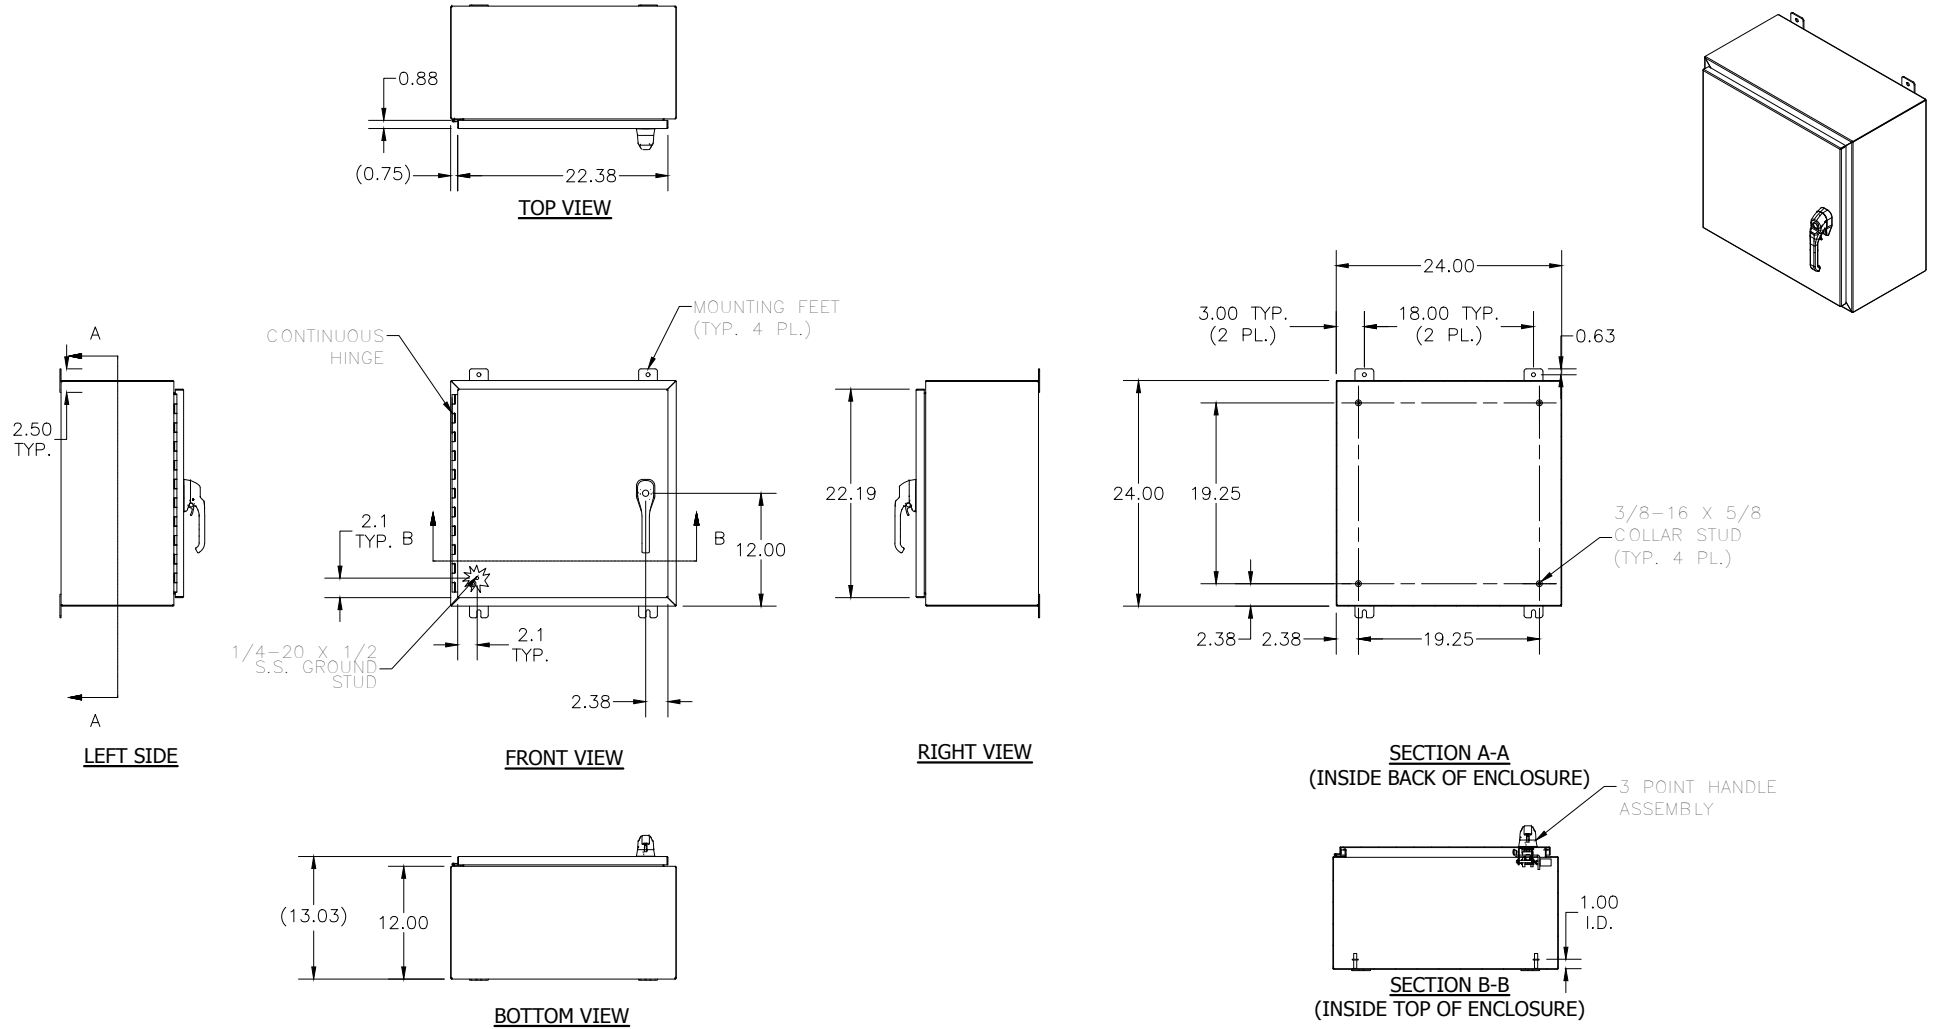 0.88
(0.75)
22.38
TOP VIEW
A
2.50
TYP.
A
LEFT SIDE
CONTINUOUS
HINGE
MOUNTING FEET
(TYP. 4 PL.)
2.1
TYP.
B
B
12.00
1/4-20 X 1/2
S.S. GROUND
STUD
2.1
TYP.
2.38
FRONT VIEW
22.19
RIGHT VIEW
24.00
3.00 TYP.
(2 PL.)
18.00 TYP.
(2 PL.)
0.63
24.00
19.25
3/8-16 X 5/8
COLLAR STUD
(TYP. 4 PL.)
2.38
2.38
19.25
SECTION A-A
(INSIDE BACK OF ENCLOSURE)
(13.03)
12.00
BOTTOM VIEW
3 POINT HANDLE
ASSEMBLY
1.00
I.D.
SECTION B-B
(INSIDE TOP OF ENCLOSURE)